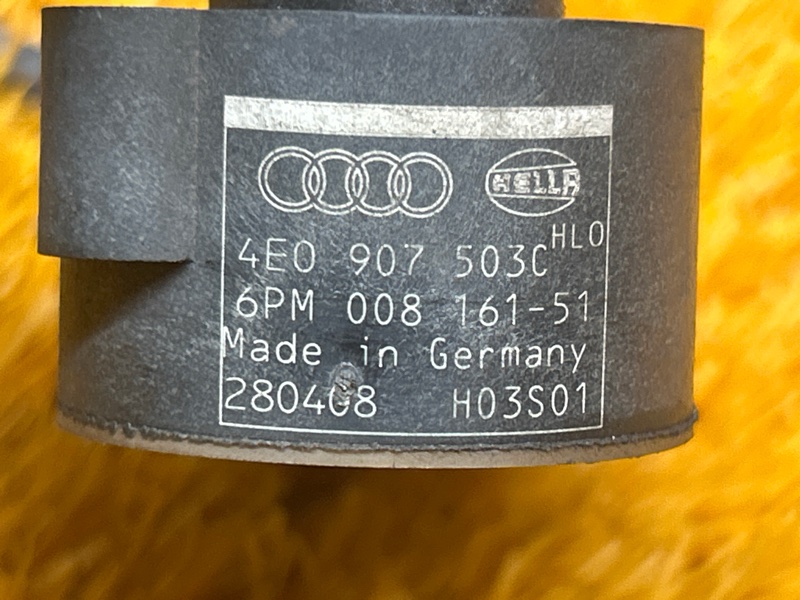 HELLA
4E0 907 503C HLO
6PM 008 161-51
Made in Germany
280408 H03S01